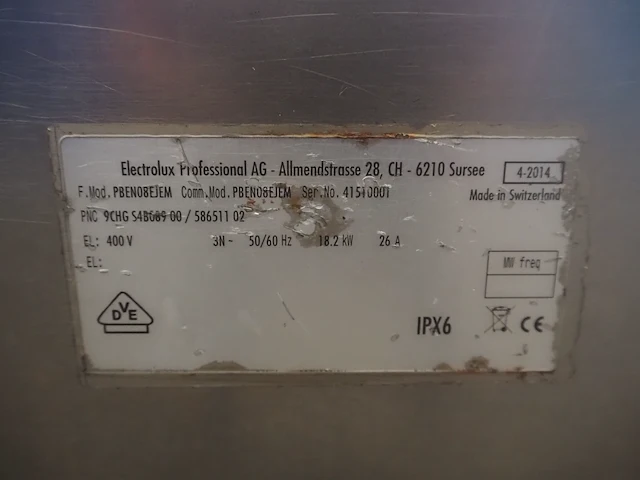 Electrolux Professional AG - Allmendstrasse 28, CH - 6210 Sursee 4-2014
F.Mod. PBEN08EJEM Comm.Mod. PBEN08EJEM Ser.No. 41510001 Made in Switzerland
PNC 9CHG 00 / 586511 02
EL: 400 V 3N~ 50/60 Hz 18.2 kW 26 A
EL:
MW freq
DVE
IPX6 CE